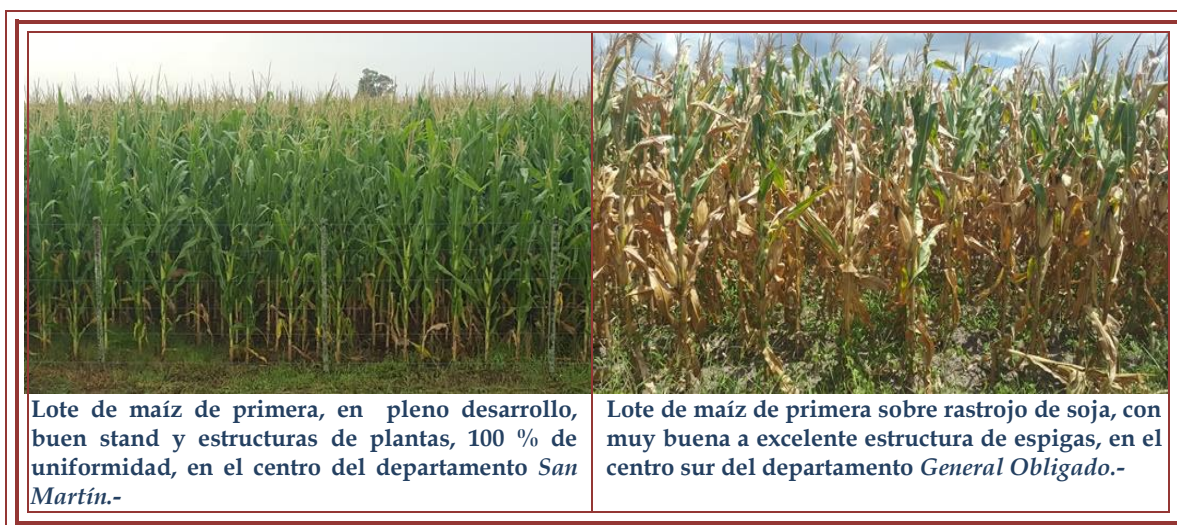 Lote de maíz de primera, en pleno desarrollo,
buen stand y estructuras de plantas, 100 % de
uniformidad, en el centro del departamento San
Martín.-
Lote de maíz de primera sobre rastrojo de soja, con
muy buena a excelente estructura de espigas, en el
centro sur del departamento General Obligado.-